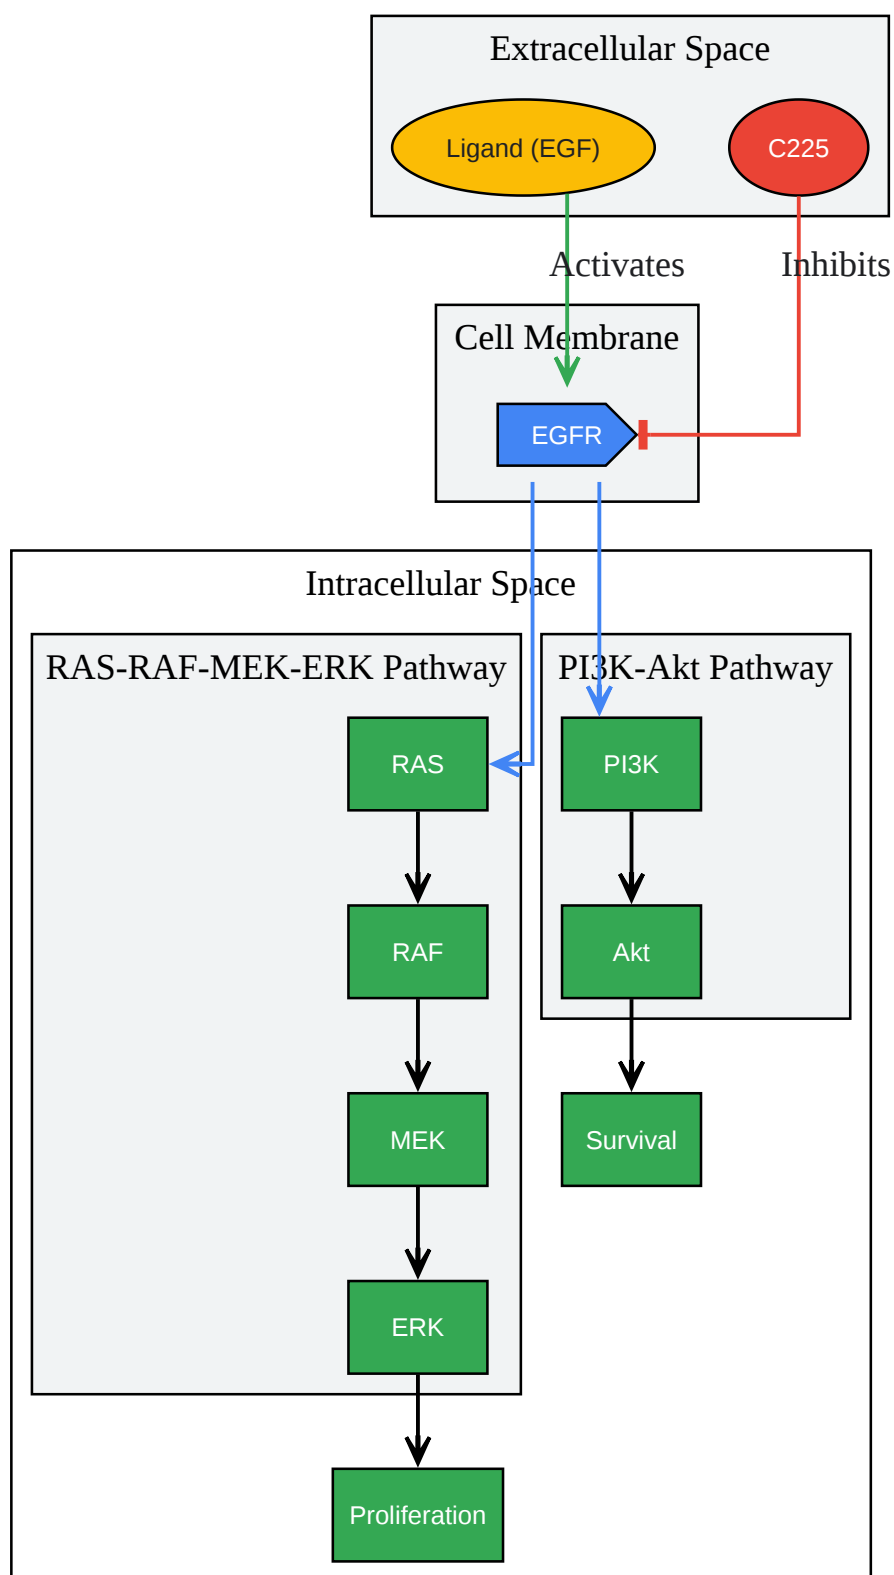 Extracellular Space
Ligand (EGF)
C225
Activates
Inhibits
Cell Membrane
EGFR
Intracellular Space
RAS-RAF-MEK-ERK Pathway
PI3K-Akt Pathway
RAS
PI3K
RAF
Akt
MEK
Survival
ERK
Proliferation